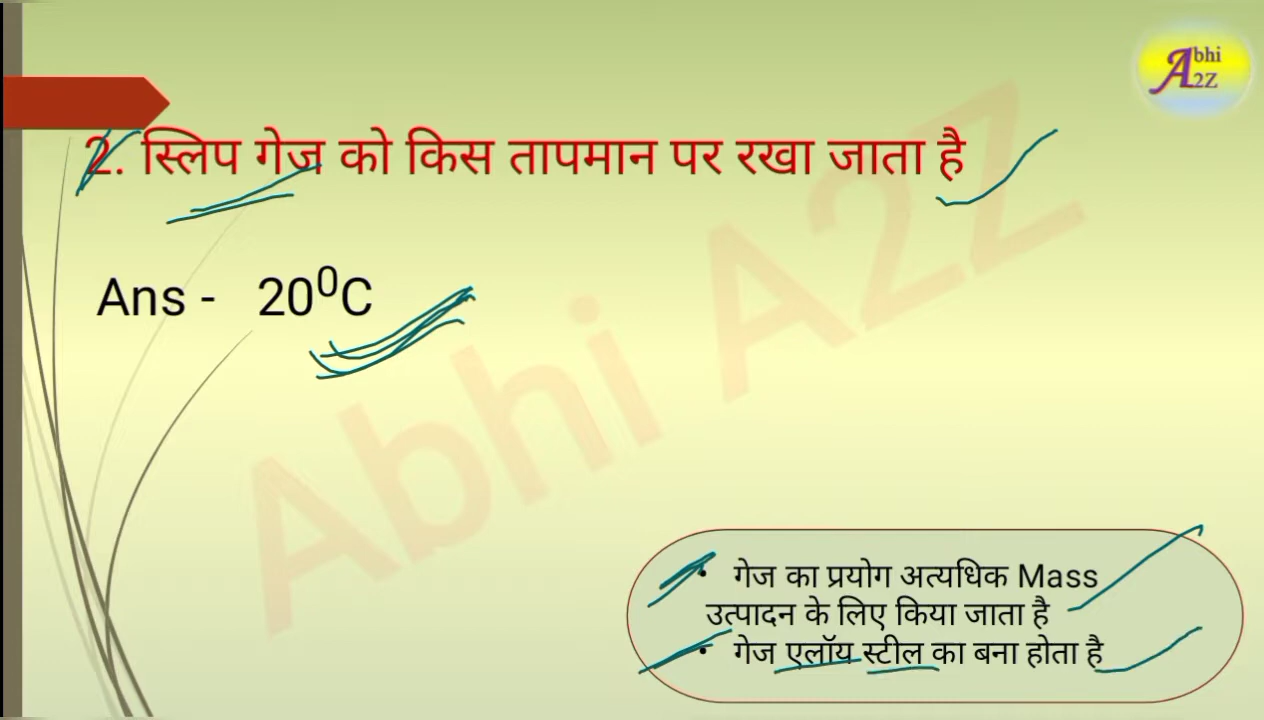 Abhi
A2Z
2. स्लिप गेज को किस तापमान पर रखा जाता है
Ans - 20⁰C
Abhi A2Z
• गेज का प्रयोग अत्यधिक Mass
उत्पादन के लिए किया जाता है
• गेज एलॉय स्टील का बना होता है